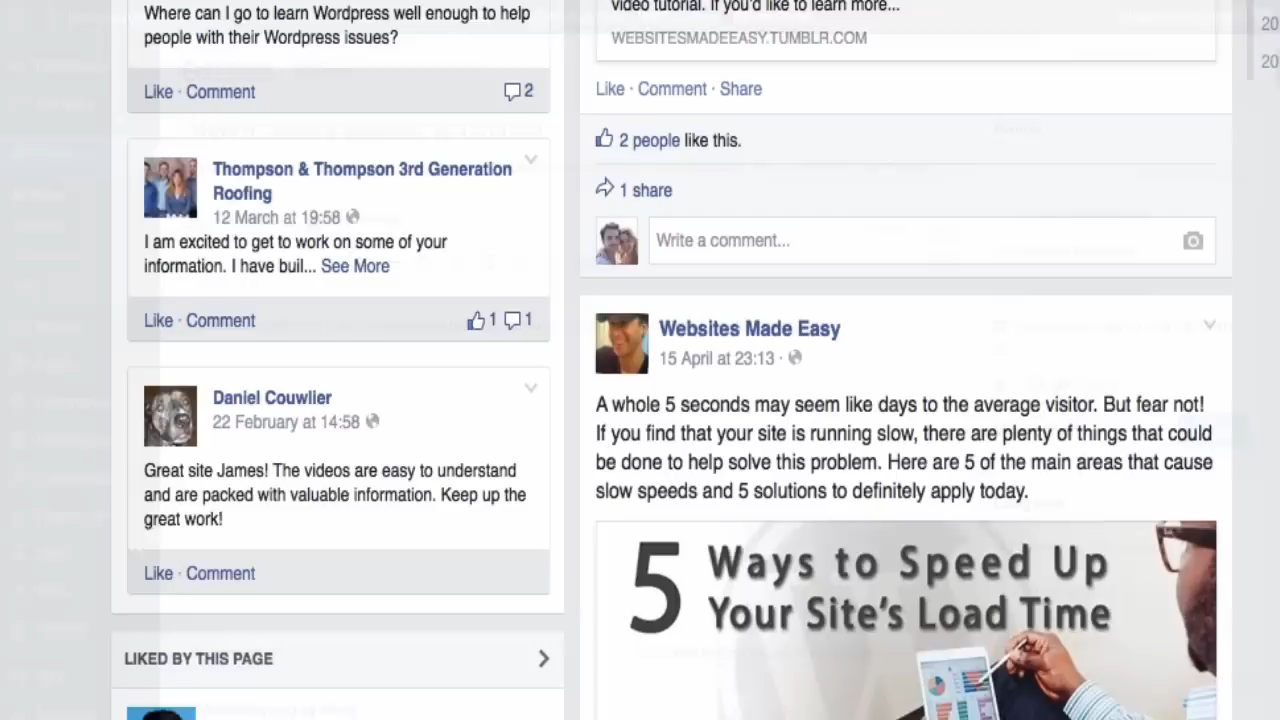 Where can I go to learn Wordpress well enough to help
people with their Wordpress issues?
Like · Comment
2
Thompson & Thompson 3rd Generation
Roofing
12 March at 19:58
I am excited to get to work on some of your
information. I have buil... See More
Like · Comment
1 1
Daniel Couwlier
22 February at 14:58
Great site James! The videos are easy to understand
and are packed with valuable information. Keep up the
great work!
Like · Comment
LIKED BY THIS PAGE
video tutorial. If you'd like to learn more...
WEBSITESMADEEASY.TUMBLR.COM
Like · Comment · Share
2 people like this.
1 share
Write a comment...
Websites Made Easy
15 April at 23:13 ·
A whole 5 seconds may seem like days to the average visitor. But fear not!
If you find that your site is running slow, there are plenty of things that could
be done to help solve this problem. Here are 5 of the main areas that cause
slow speeds and 5 solutions to definitely apply today.
5 Ways to Speed Up
Your Site's Load Time
20
20